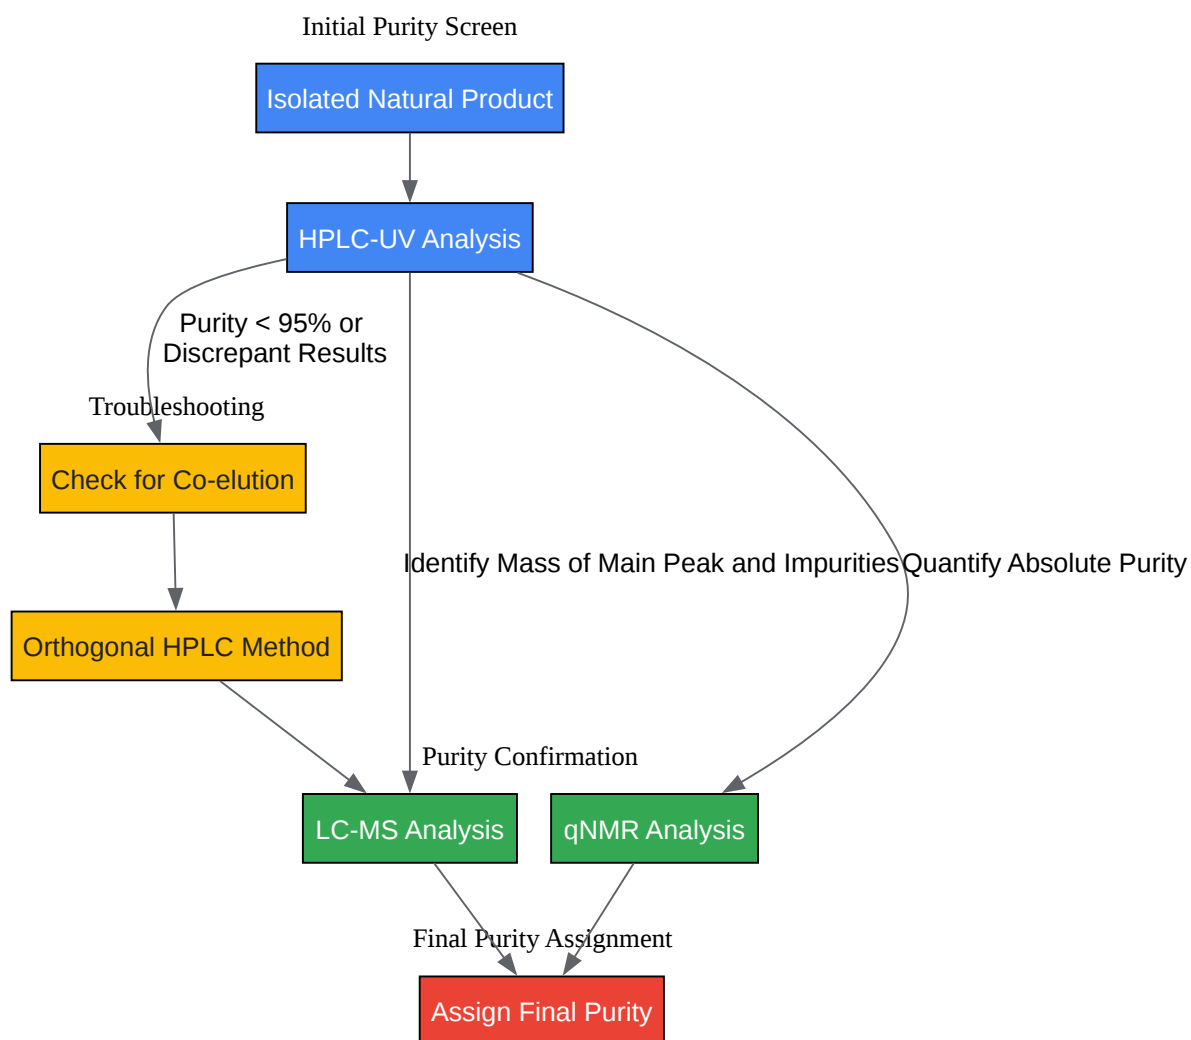 Initial Purity Screen
Isolated Natural Product
HPLC-UV Analysis
Purity < 95% or
Discrepant Results
Troubleshooting
Check for Co-elution
Identify Mass of Main Peak and Impurities
Quantify Absolute Purity
Orthogonal HPLC Method
Purity Confirmation
LC-MS Analysis
qNMR Analysis
Final Purity Assignment
Assign Final Purity